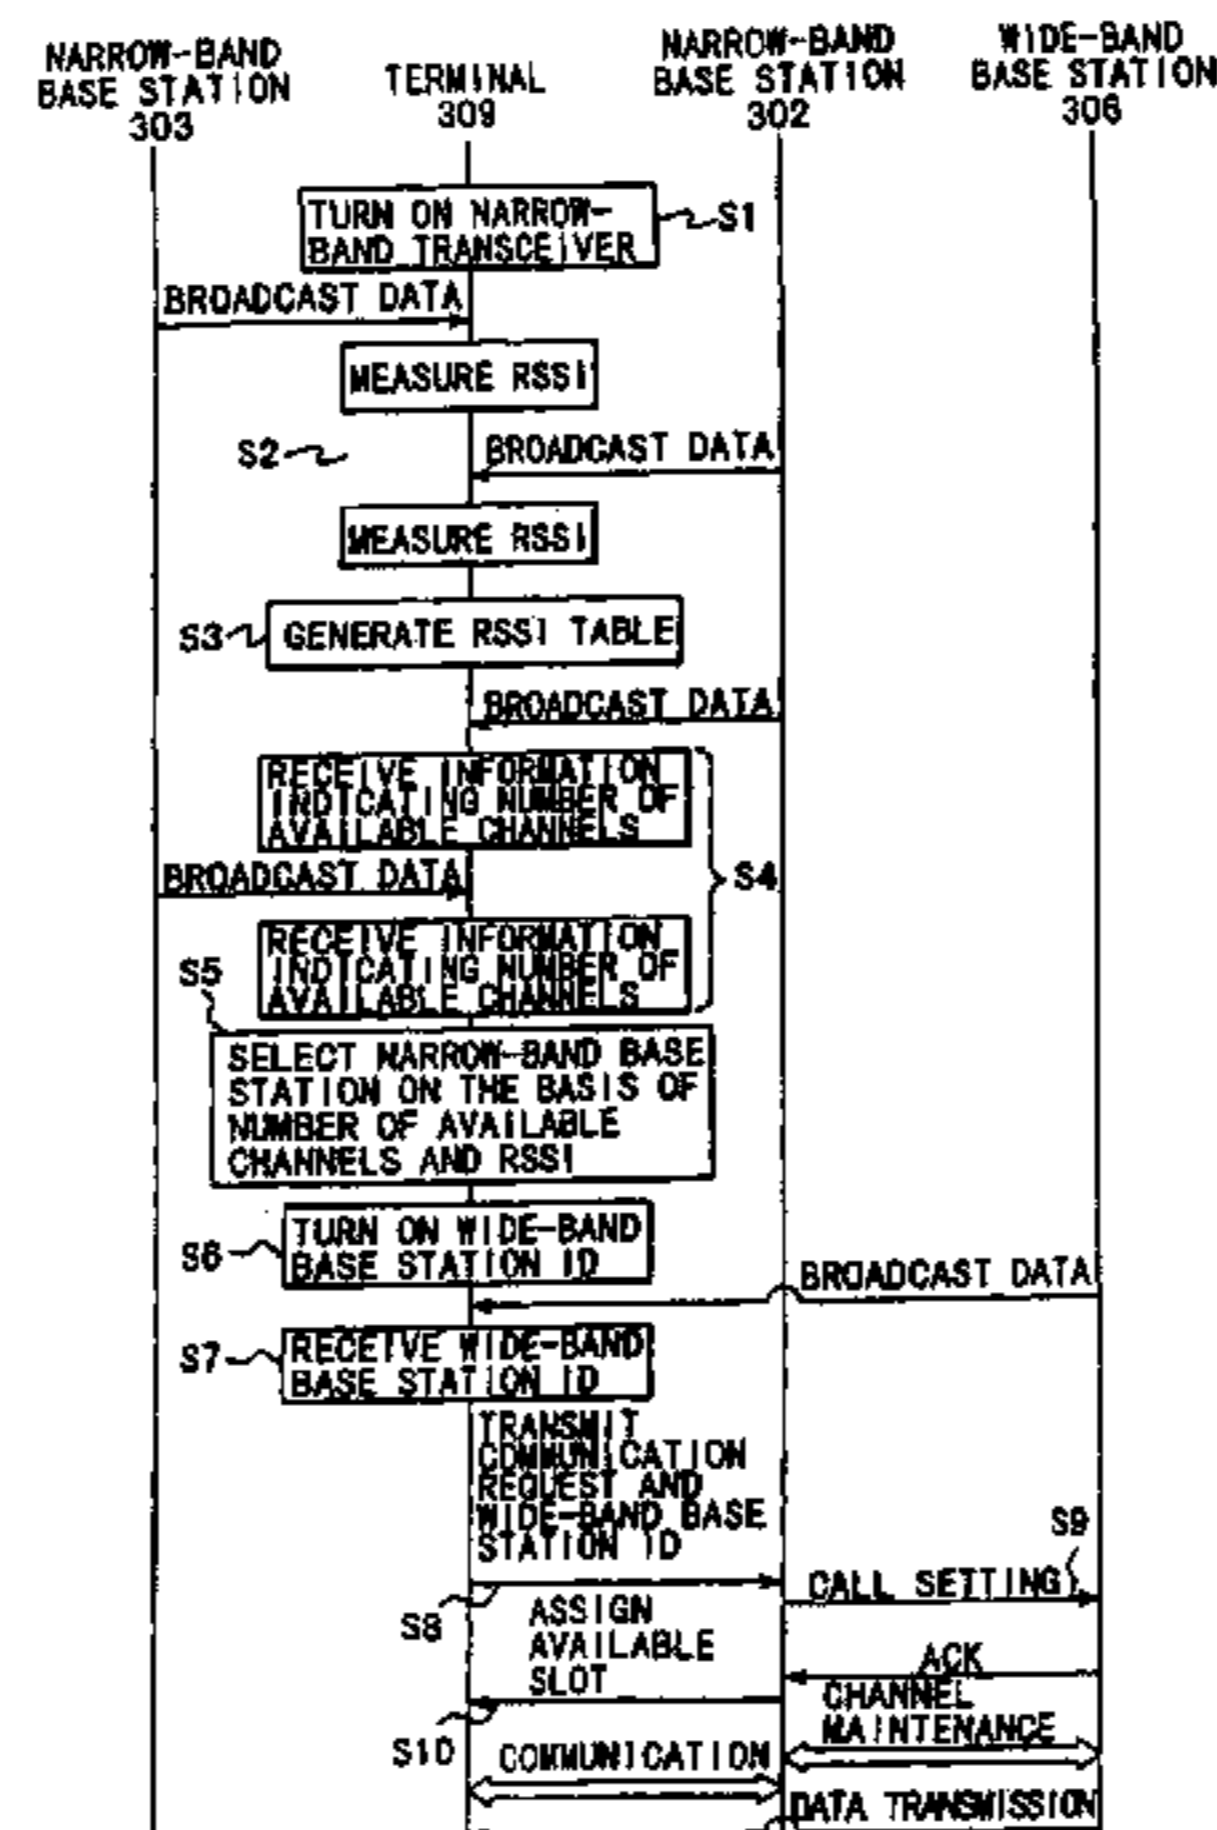 NARROW-BAND
BASE STATION
303
TERMINAL
309
NARROW-BAND
BASE STATION
302
WIDE-BAND
BASE STATION
306
TURN ON NARROW-
BAND TRANSCEIVER
S1
BROADCAST DATA
MEASURE RSSI
S2
BROADCAST DATA
MEASURE RSSI
S3
GENERATE RSSI TABLE
BROADCAST DATA
RECEIVE INFORMATION
INDICATING NUMBER OF
AVAILABLE CHANNELS
BROADCAST DATA
S4
RECEIVE INFORMATION
INDICATING NUMBER OF
AVAILABLE CHANNELS
S5
SELECT NARROW-BAND BASE
STATION ON THE BASIS OF
NUMBER OF AVAILABLE
CHANNELS AND RSSI
S6
TURN ON WIDE-BAND
BASE STATION ID
BROADCAST DATA
S7
RECEIVE WIDE-BAND
BASE STATION ID
TRANSMIT
COMMUNICATION
REQUEST AND
WIDE-BAND BASE
STATION ID
S9
CALL SETTING
S8
ASSIGN
AVAILABLE
SLOT
ACK
CHANNEL
MAINTENANCE
S10
COMMUNICATION
DATA TRANSMISSION